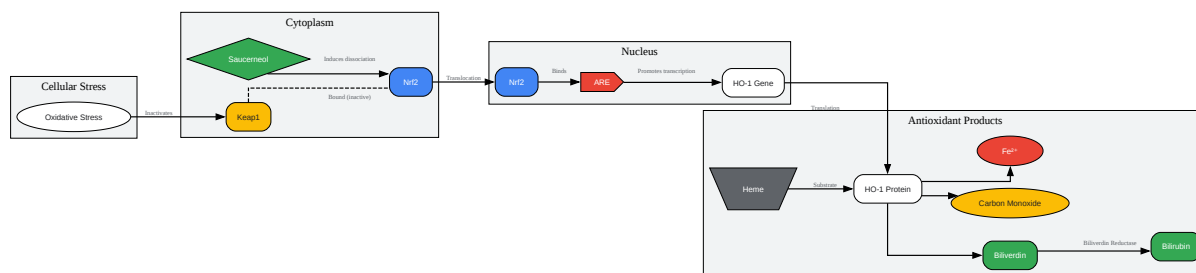 Cytoplasm
Saucerneol
Induces dissociation
Nrf2
Bound (inactive)
Keap1
Cellular Stress
Oxidative Stress
Inactivates
Translocation
Nucleus
Nrf2
Binds
ARE
Promotes transcription
HO-1 Gene
Translation
Antioxidant Products
Heme
Substrate
HO-1 Protein
Fe²⁺
Carbon Monoxide
Biliverdin
Biliverdin Reductase
Bilirubin